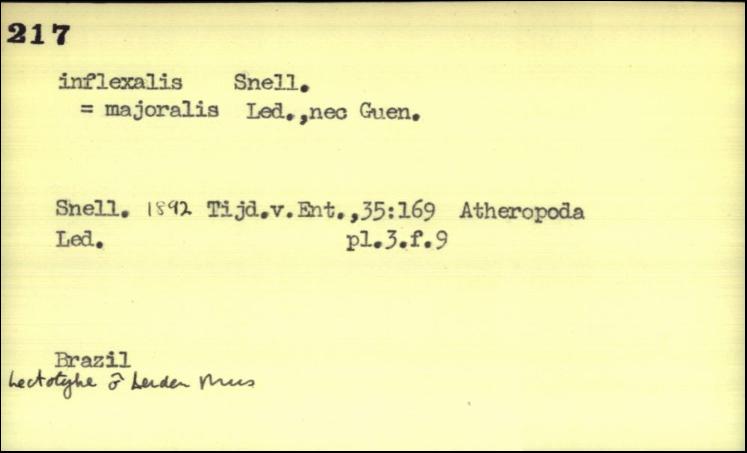 217
inflexalis Snell.
= majoralis Led.,nec Guen.
Snell. 1892 Tijd.v.Ent.,35:169 Atheropoda
Led. pl.3.f.9
Brazil
Lectotype ♂ Leiden Mus